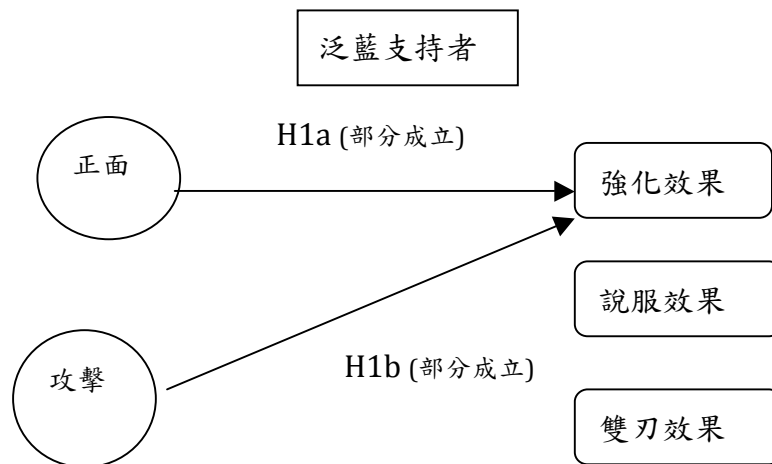 泛藍支持者
H1a (部分成立)
正面
強化效果
說服效果
H1b (部分成立)
攻擊
雙刃效果